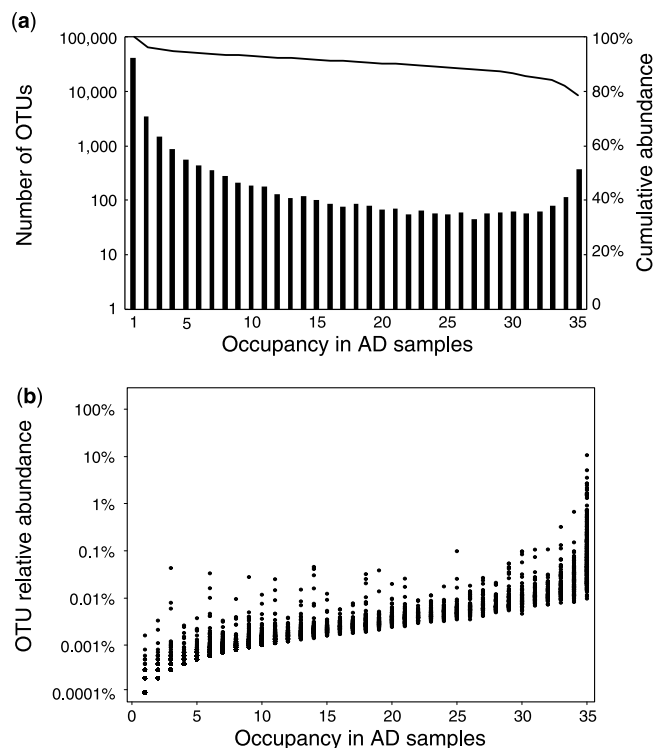 (a)
100,000
10,000
1,000
100
10
1
Number of OTUs
100%
80%
60%
40%
20%
0
Cumulative abundance
1 5 10 15 20 25 30 35
Occupancy in AD samples
(b)
100%
10%
1%
0.1%
0.01%
0.001%
0.0001%
OTU relative abundance
0 5 10 15 20 25 30 35
Occupancy in AD samples